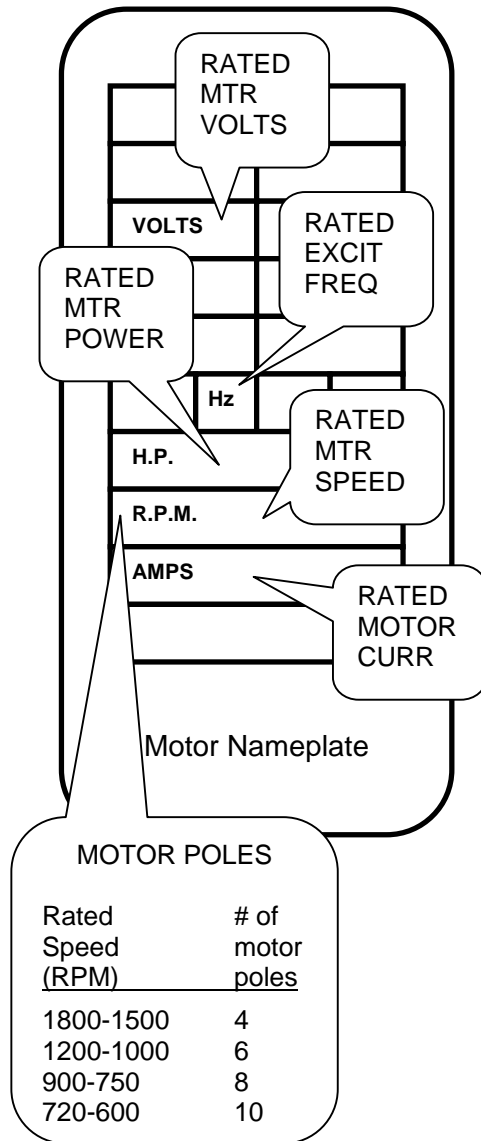 RATED
MTR
VOLTS
VOLTS
RATED
EXCIT
FREQ
RATED
MTR
POWER
Hz
H.P.
RATED
MTR
SPEED
R.P.M.
AMPS
RATED
MOTOR
CURR
Motor Nameplate
MOTOR POLES
Rated # of
Speed motor
(RPM) poles
1800-1500 4
1200-1000 6
900-750 8
720-600 10